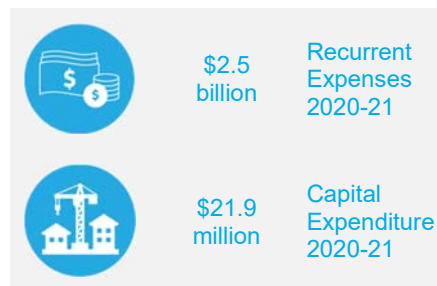 $2.5
billion
Recurrent
Expenses
2020-21
$21.9
million
Capital
Expenditure
2020-21